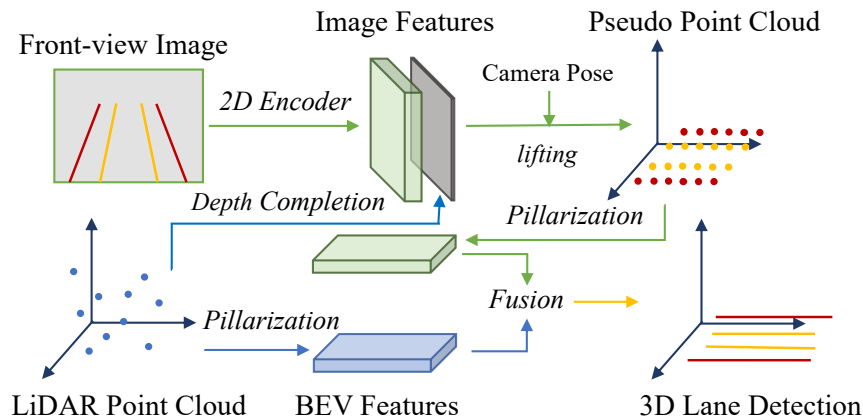 Image Features
Pseudo Point Cloud
Front-view Image
Camera Pose
2D Encoder
lifting
Depth Completion
Pillarization
Fusion
Pillarization
LiDAR Point Cloud
BEV Features
3D Lane Detection